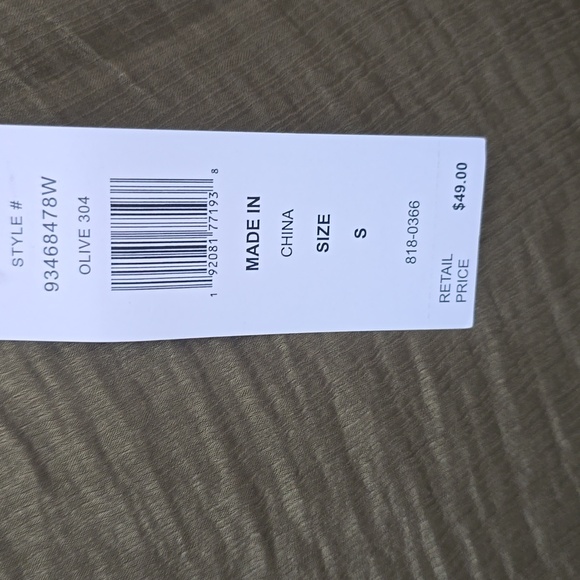 STYLE #
93468478W
OLIVE 304
1 92081 77193 8
MADE IN
CHINA
SIZE
S
818-0366
RETAIL
PRICE $49.00